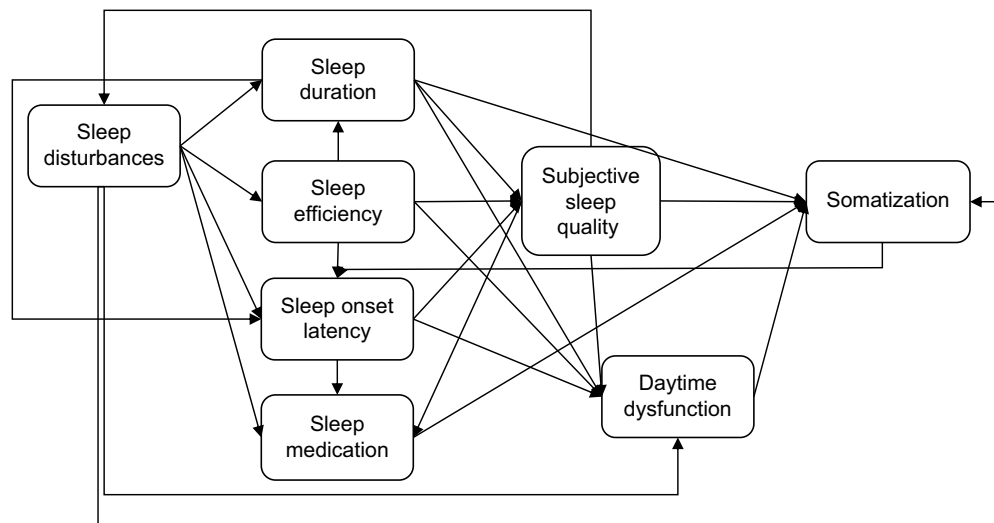 Sleep
disturbances
Sleep
duration
Sleep
efficiency
Sleep onset
latency
Sleep
medication
Subjective
sleep
quality
Daytime
dysfunction
Somatization